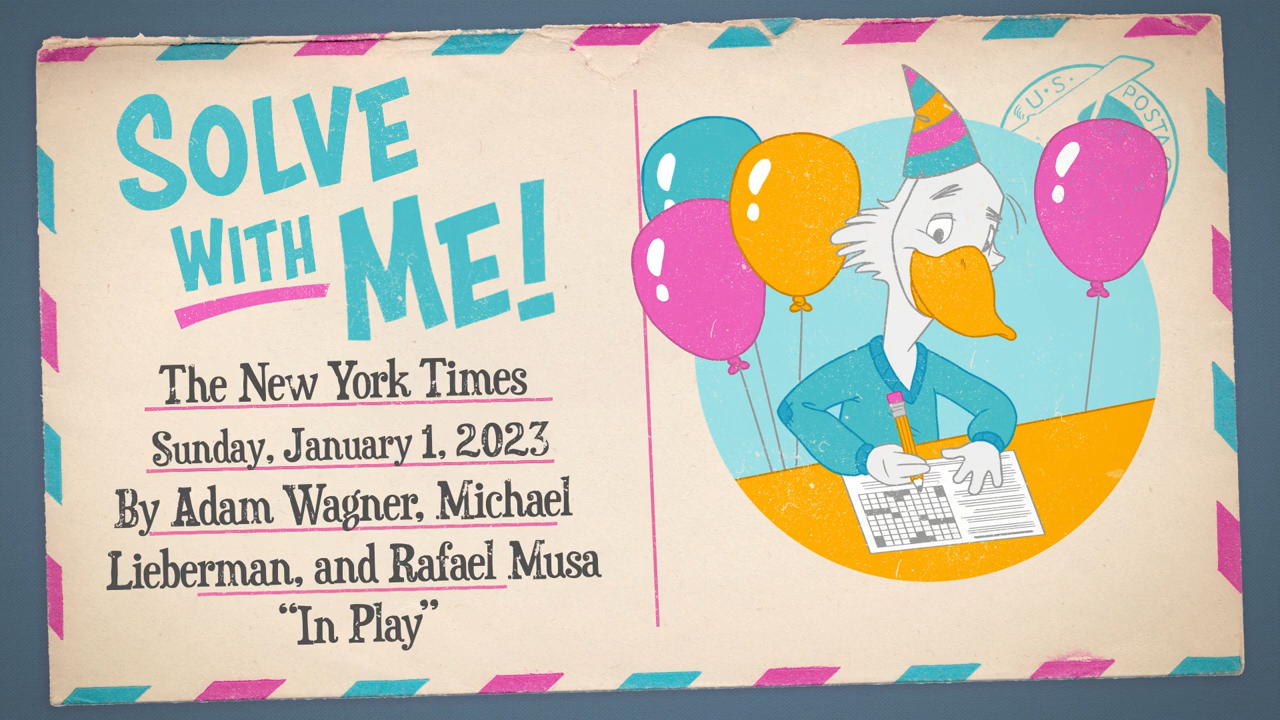 SOLVE
WITH ME!
The New York Times
Sunday, January 1, 2023
By Adam Wagner, Michael
Lieberman, and Rafael Musa
“In Play”
U.S. POSTAG